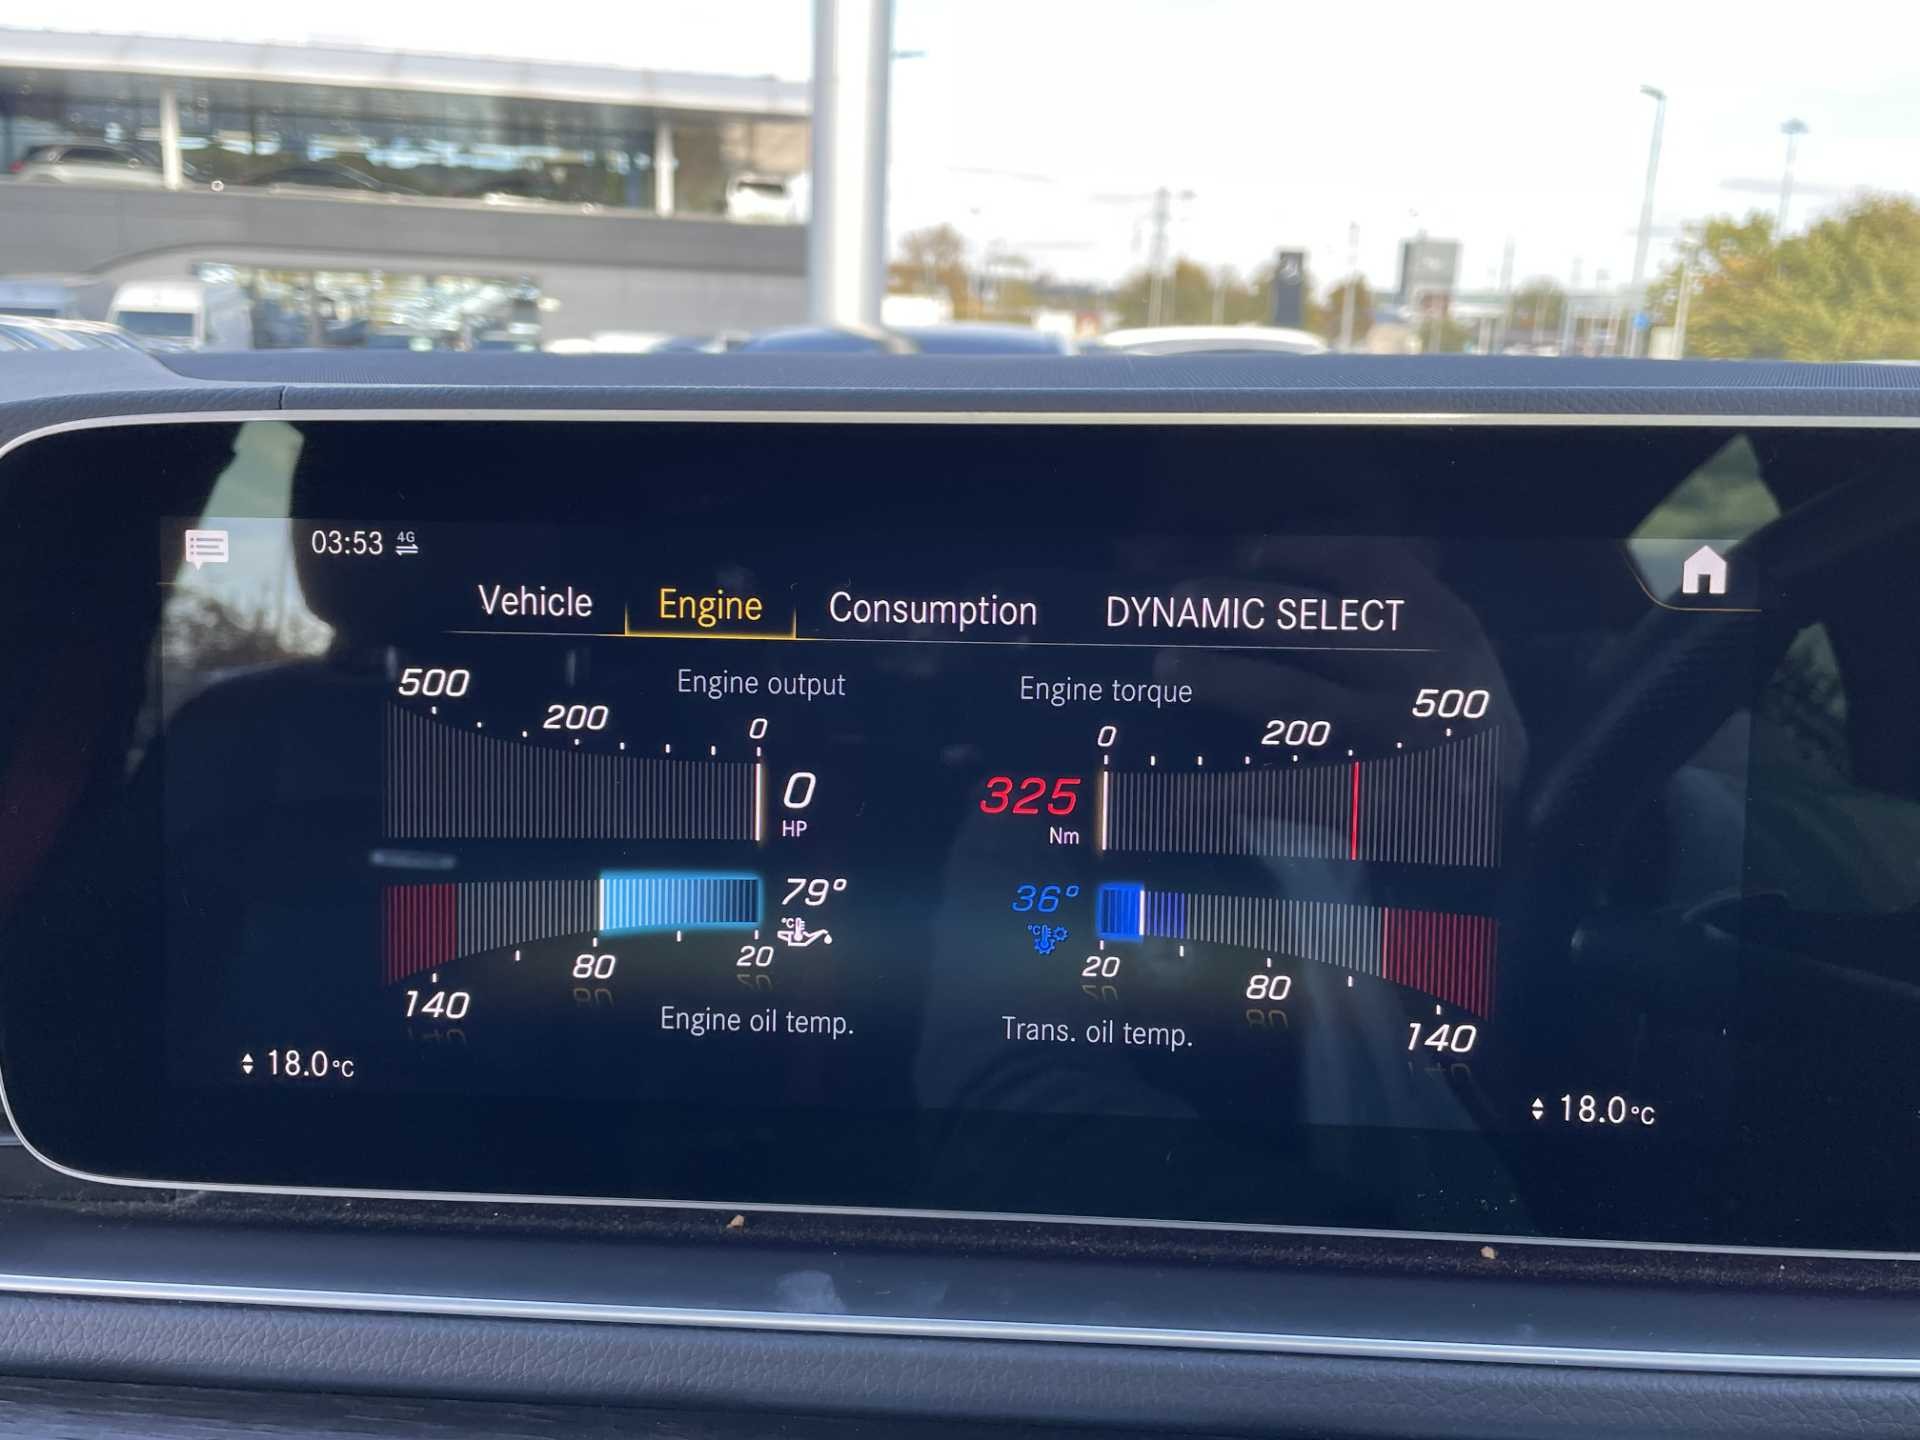 03:53 4G
Vehicle Engine Consumption DYNAMIC SELECT
Engine output
500 200 0
0
HP
Engine torque
0 200 500
325
Nm
79°
°C
140 80 20
Engine oil temp.
36°
°C
20 80 140
Trans. oil temp.
18.0°C
18.0°C